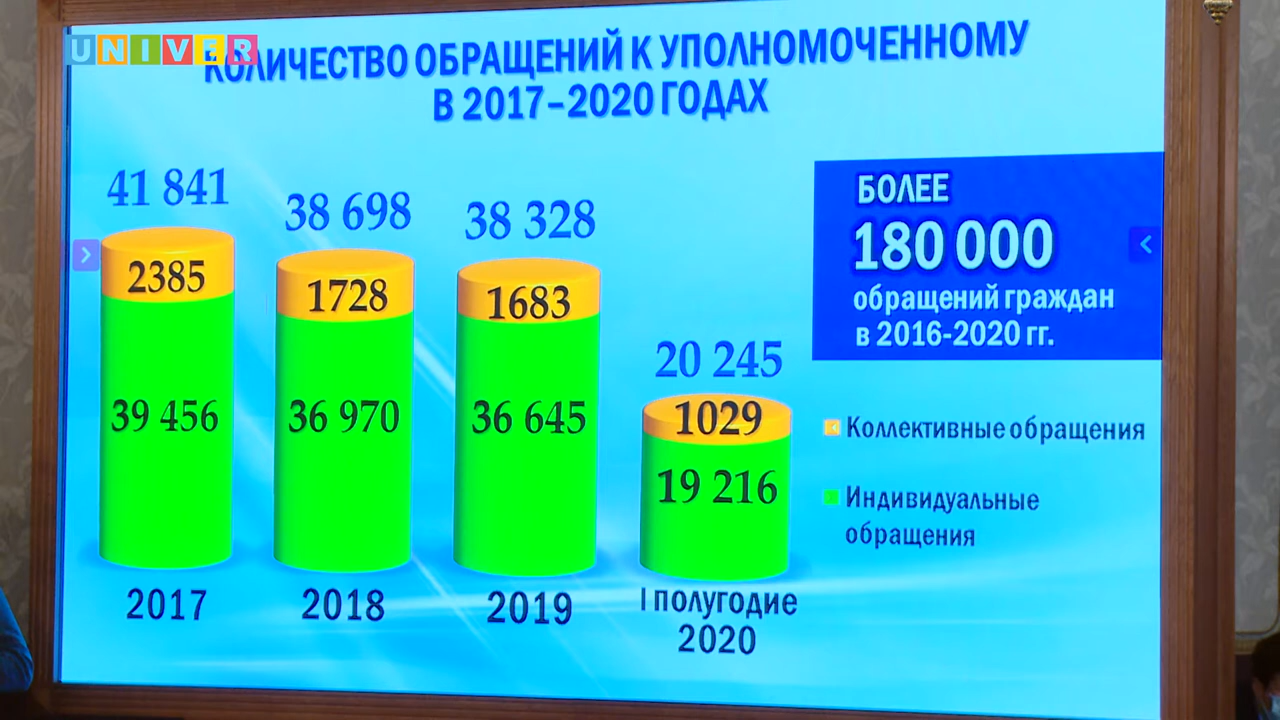 UNIVER
КОЛИЧЕСТВО ОБРАЩЕНИЙ К УПОЛНОМОЧЕННОМУ
В 2017–2020 ГОДАХ
41 841
38 698
38 328
20 245
2385
1728
1683
1029
39 456
36 970
36 645
19 216
2017
2018
2019
I полугодие
2020
БОЛЕЕ
180 000
обращений граждан
в 2016-2020 гг.
Коллективные обращения
Индивидуальные
обращения